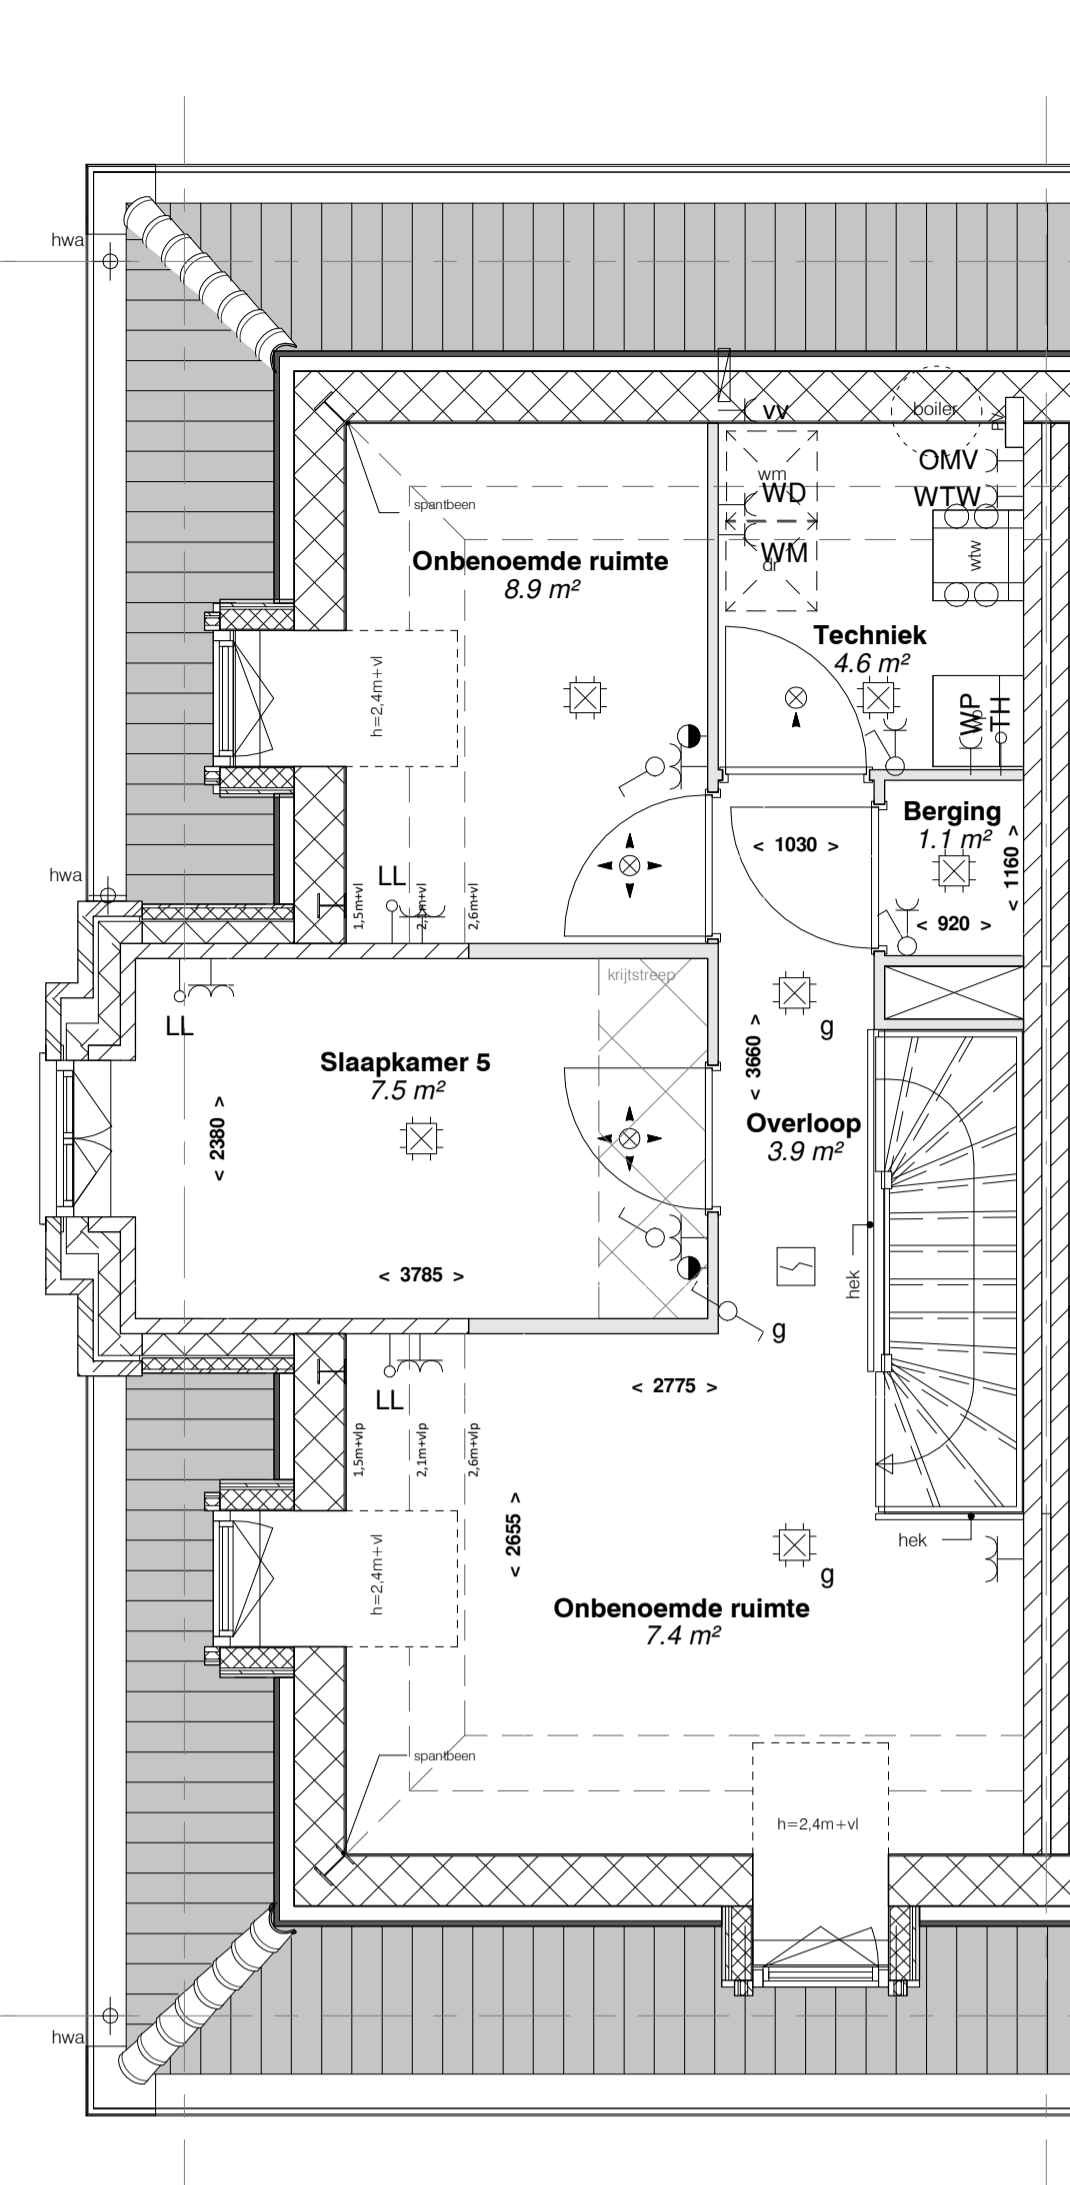 hwa
vv
boiler
OMV
wm
WD
WTW
spantbeen
WM
dr
wtw
Onbenoemde ruimte
8.9 m²
Techniek
4.6 m²
h=2,4m+vl
WP
TH
Berging
1.1 m²
< 1030 >
< 1160 >
hwa
LL
1,5m+vl
2,6m+vl
< 920 >
krijtstreep
LL
g
Slaapkamer 5
7.5 m²
< 3660 >
< 2380 >
Overloop
3.9 m²
< 3785 >
hek
g
LL
< 2775 >
1,5m+vlp
2,1m+vlp
2,6m+vlp
< 2655 >
hek
h=2,4m+vl
g
Onbenoemde ruimte
7.4 m²
spantbeen
h=2,4m+vl
hwa